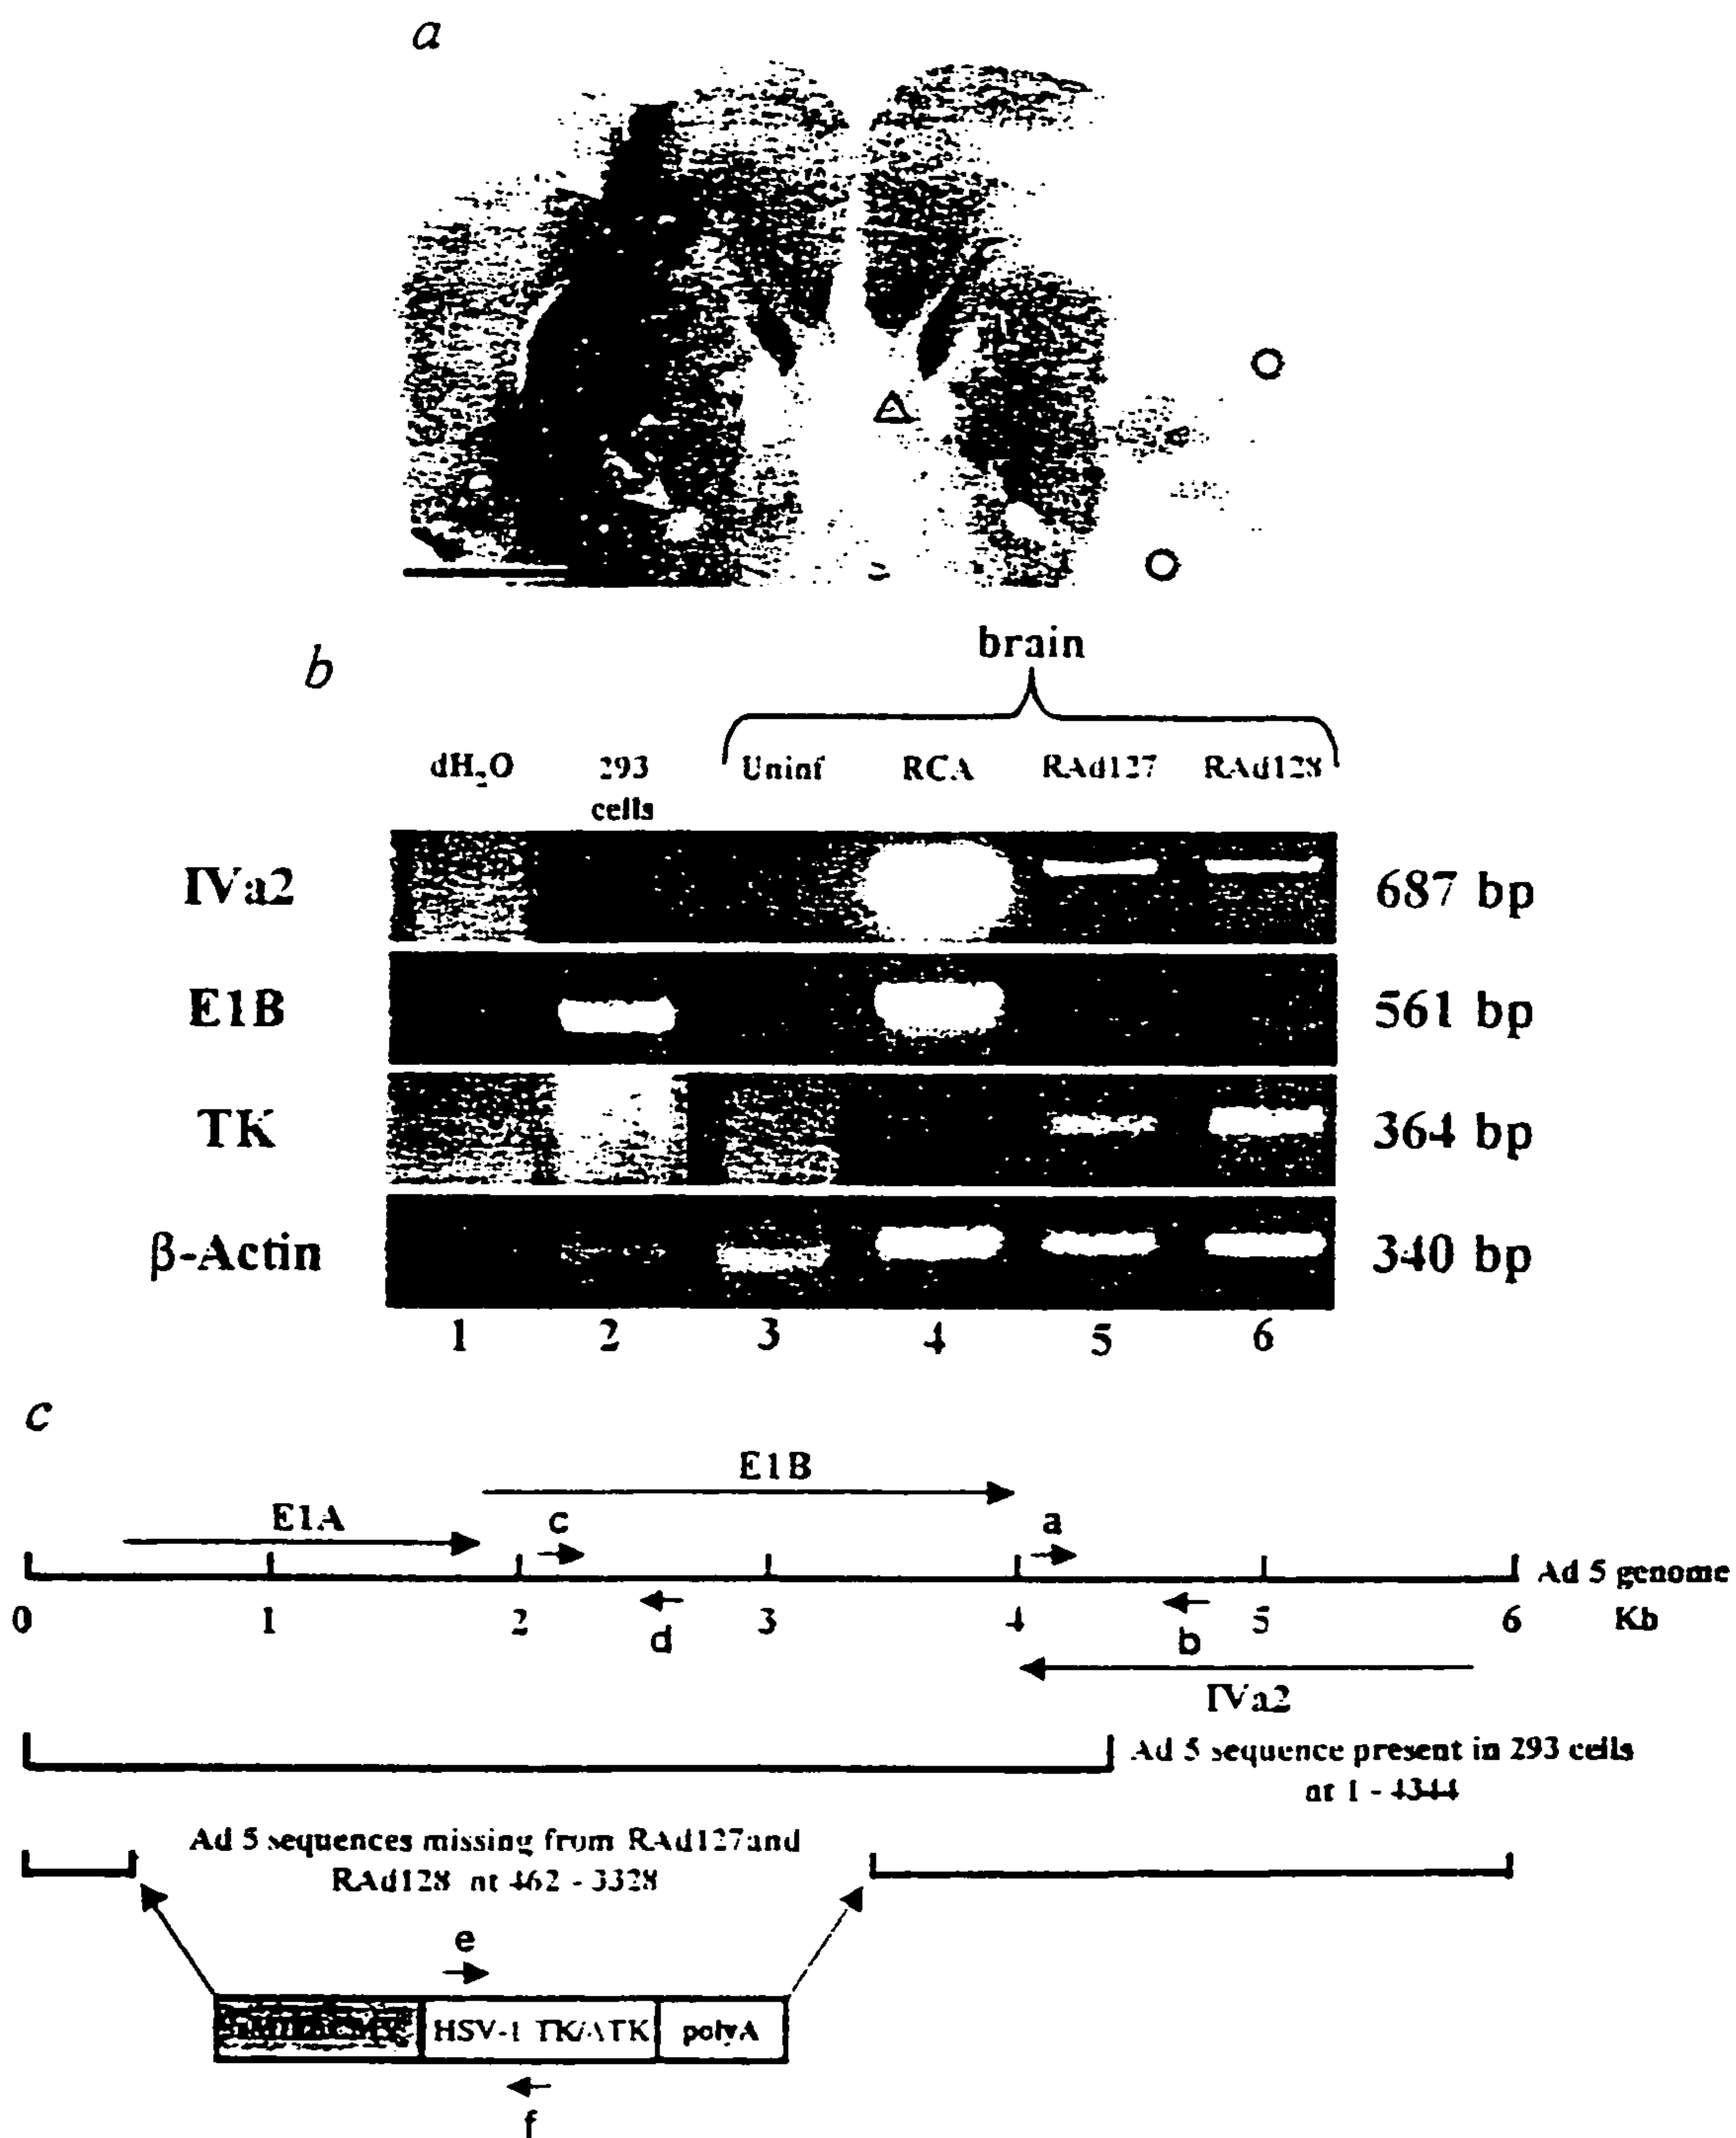 a
b
brain
dH2O 293 cells Uninf RCA RAd127 RAd128
IVa2 687 bp
E1B 561 bp
TK 364 bp
β-Actin 340 bp
1 2 3 4 5 6
c
E1B
E1A c a
Ad 5 genome
0 1 2 3 4 5 6 Kb
d b
IVa2
Ad 5 sequence present in 293 cells
nt 1 - 4344
Ad 5 sequences missing from RAd127and
RAd128 nt 462 - 3328
e
HSV-1 TK/ΔTK polyA
f